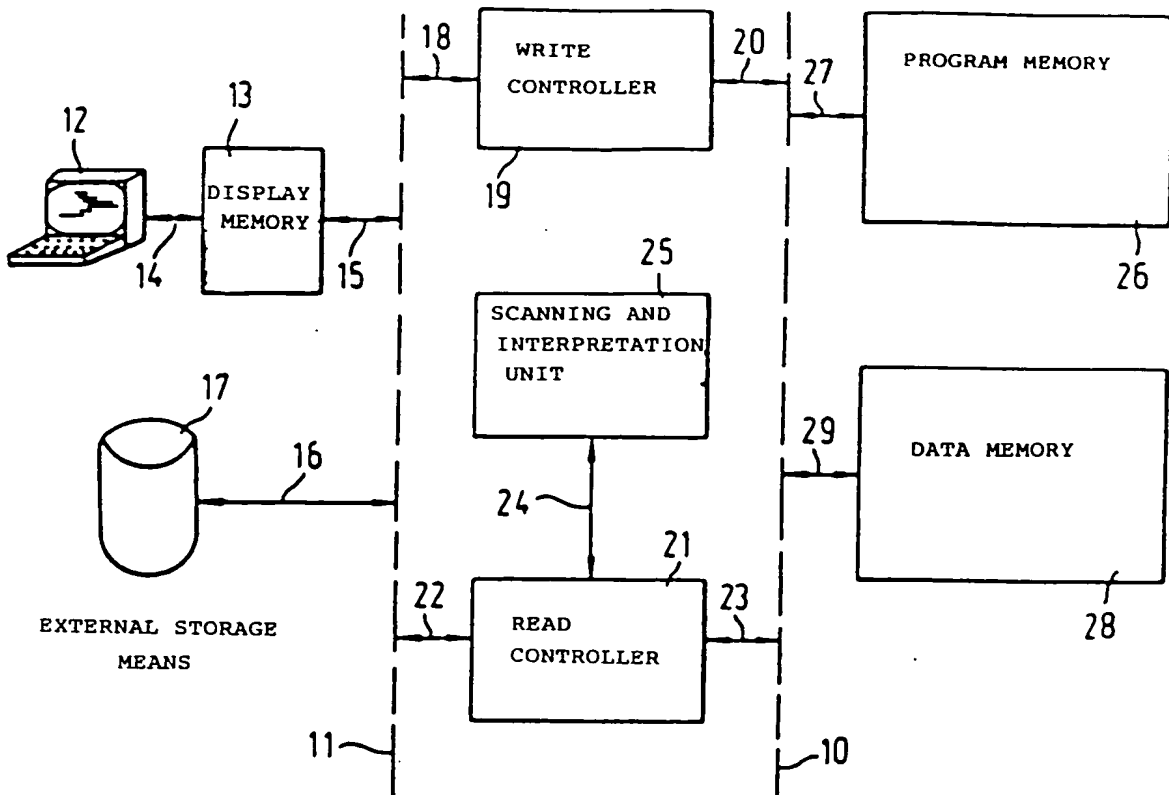 12
13
DISPLAY
MEMORY
14
15
18
WRITE
CONTROLLER
19
20
27
PROGRAM MEMORY
26
25
SCANNING AND
INTERPRETATION
UNIT
17
16
EXTERNAL STORAGE
MEANS
24
29
DATA MEMORY
28
22
21
READ
CONTROLLER
23
11
10